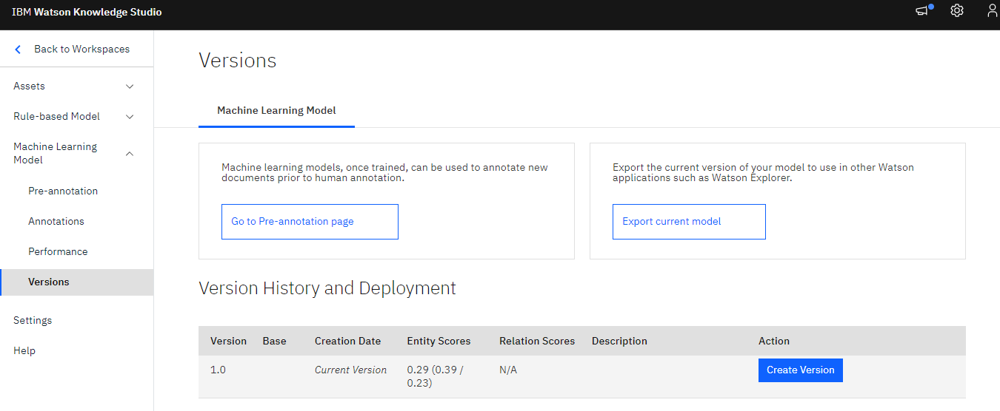 IBM Watson Knowledge Studio
Back to Workspaces
Assets
Rule-based Model
Machine Learning
Model
Pre-annotation
Annotations
Performance
Versions
Settings
Help
Versions
Machine Learning Model
Machine learning models, once trained, can be used to annotate new
documents prior to human annotation.
Go to Pre-annotation page
Export the current version of your model to use in other Watson
applications such as Watson Explorer.
Export current model
Version History and Deployment
Version Base Creation Date Entity Scores Relation Scores Description Action
1.0 Current Version 0.29 (0.39 / N/A Create Version
0.23)